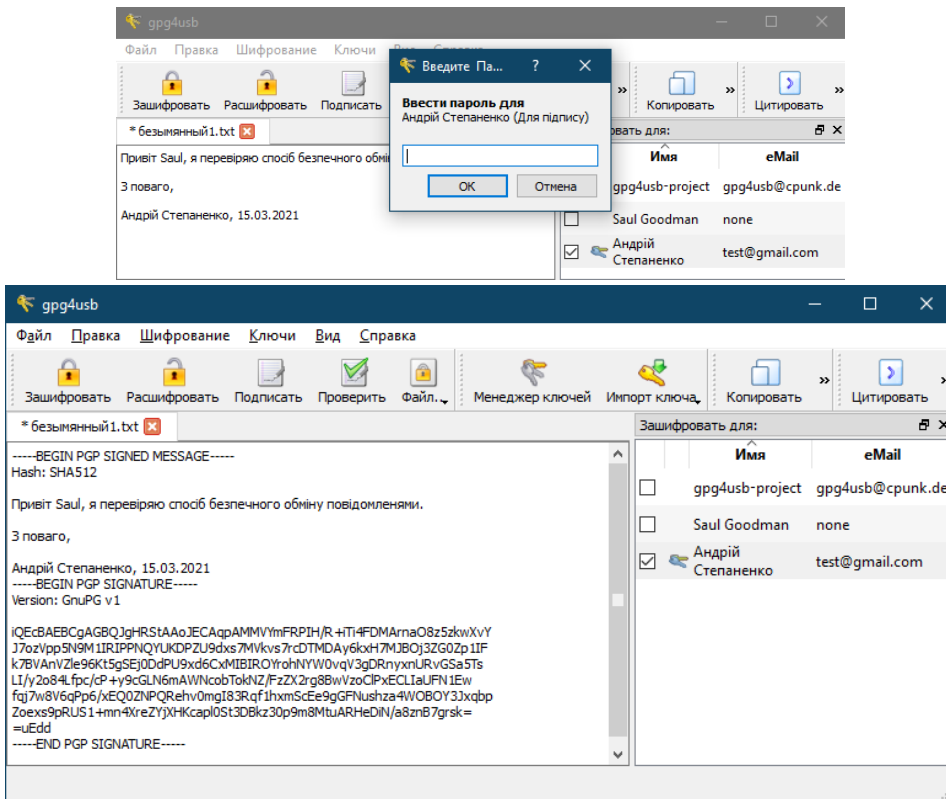 gpg4usb
Файл Правка Шифрование Ключи Справка
Зашифровать Расшифровать Подписать » Копировать » Цитировать »
Введите Па... ? ×
Ввести пароль для
Андрій Степаненко (Для підпису)
OK Отмена
* безымянный1.txt
овать для:
Имя eMail
Привіт Saul, я перевіряю спосіб безпечного обмі
З поваго,
Андрій Степаненко, 15.03.2021
gpg4usb-project gpg4usb@cpunk.de
Saul Goodman none
Андрій
Степаненко test@gmail.com
gpg4usb
Файл Правка Шифрование Ключи Вид Справка
Зашифровать Расшифровать Подписать Проверить Файл.. Менеджер ключей Импорт ключа » Копировать » Цитировать »
* безымянный1.txt
Зашифровать для:
Имя eMail
gpg4usb-project gpg4usb@cpunk.de
Saul Goodman none
Андрій
Степаненко test@gmail.com
-----BEGIN PGP SIGNED MESSAGE-----
Hash: SHA512
Привіт Saul, я перевіряю спосіб безпечного обміну повідомленями.
З поваго,
Андрій Степаненко, 15.03.2021
-----BEGIN PGP SIGNATURE-----
Version: GnuPG v1
iQEcBAEBCgAGBQJgHRStAAoJECAqpAMMVYmFRPIH/R+iTi4FDMArnaO8z5zkwXvY
J7ozVpp5N9M1IRIPPNQYUKDPZU9dxs7MVkvs7rcDTMDAy6kxH7MJBOj3ZG0Zp1IF
k7BVAnVZle96Kt5gSEj0DdPU9xd6CxMIBIROYrohNYW0vqV3gDRnyxnURvGSa5Ts
LI/y2o84Lfpc/cP+y9cGLN6mAWNcobTokNZ/FzZX2rg8BwVzoClPxECLIaUFN1Ew
fqj7w8V6qPp6/xEQ0ZNPQRehv0mgI83Rqf1hxmScEe9gGFNushza4WOBOY3Jxqbp
Zoexs9pRUS1+mn4XreZYjXHKcapl0St3DBkz30p9m8MtuARHeDiN/a8znB7grsk=
=uEdd
-----END PGP SIGNATURE-----